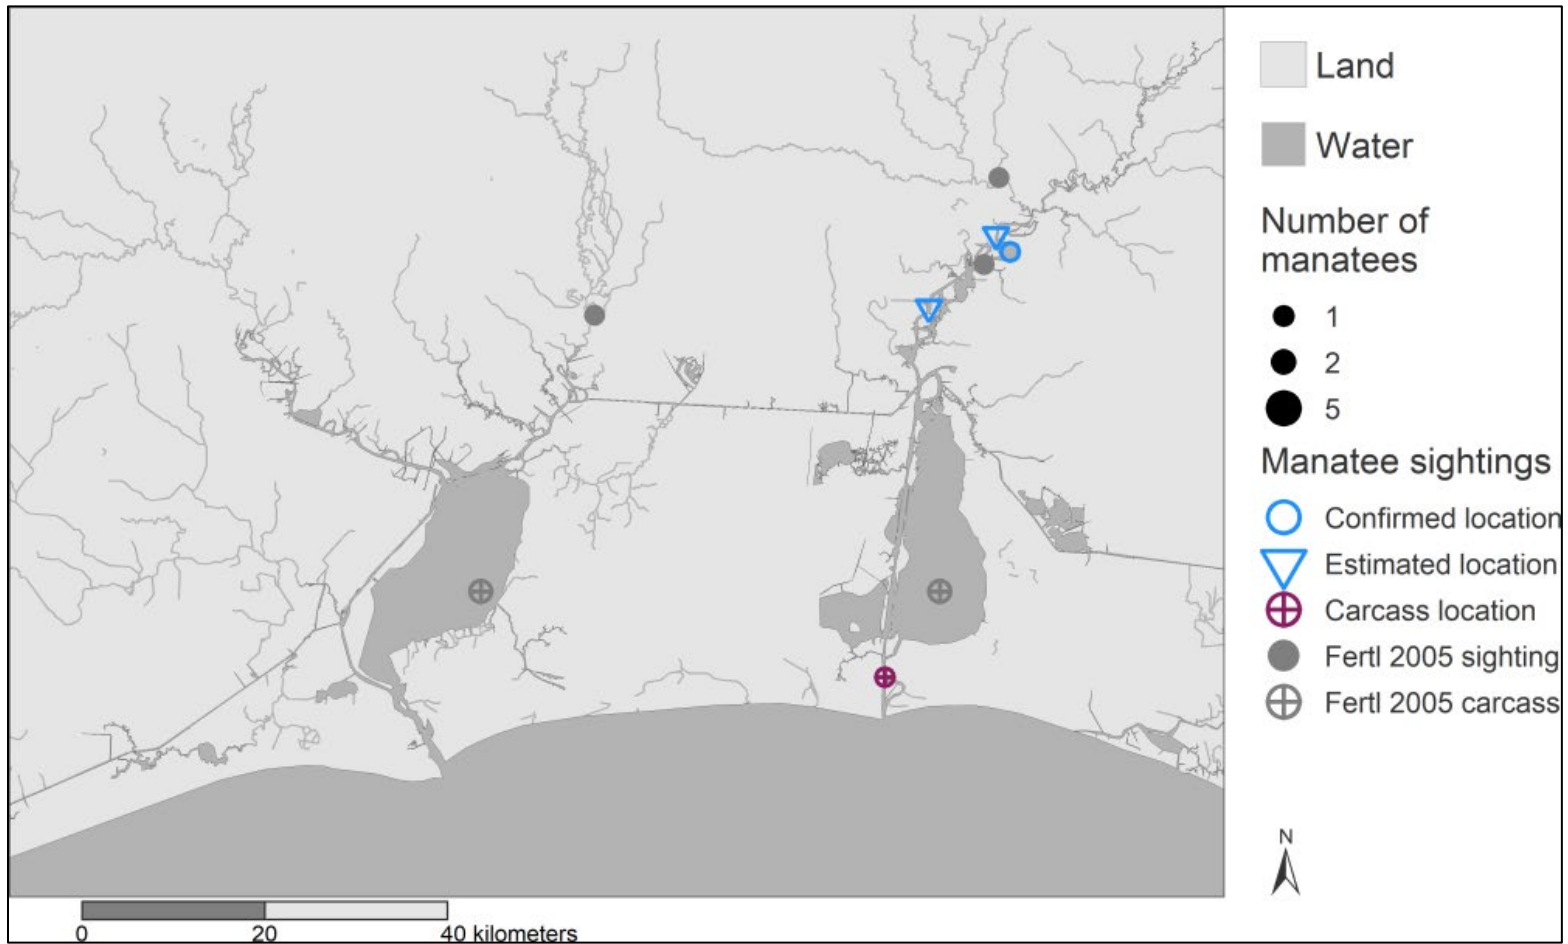 Land
Water
Number of
manatees
1
2
5
Manatee sightings
Confirmed location
Estimated location
Carcass location
Fertl 2005 sighting
Fertl 2005 carcass
N
0 20 40 kilometers